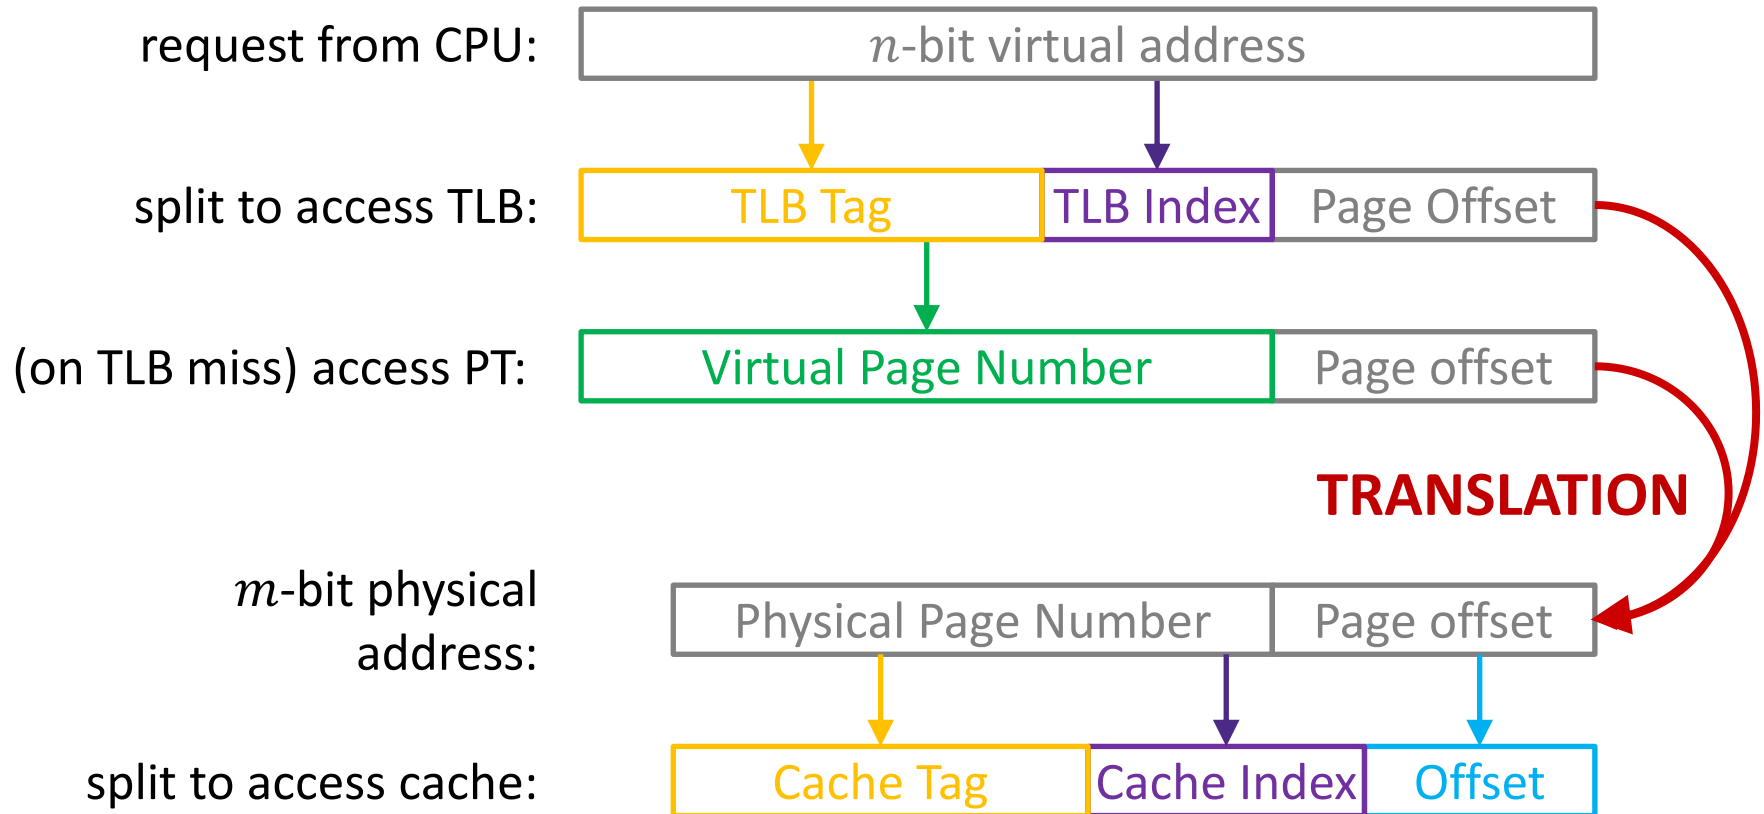 request from CPU: n-bit virtual address
split to access TLB: TLB Tag TLB Index Page Offset
(on TLB miss) access PT: Virtual Page Number Page offset
TRANSLATION
m-bit physical
address:
Physical Page Number Page offset
split to access cache: Cache Tag Cache Index Offset